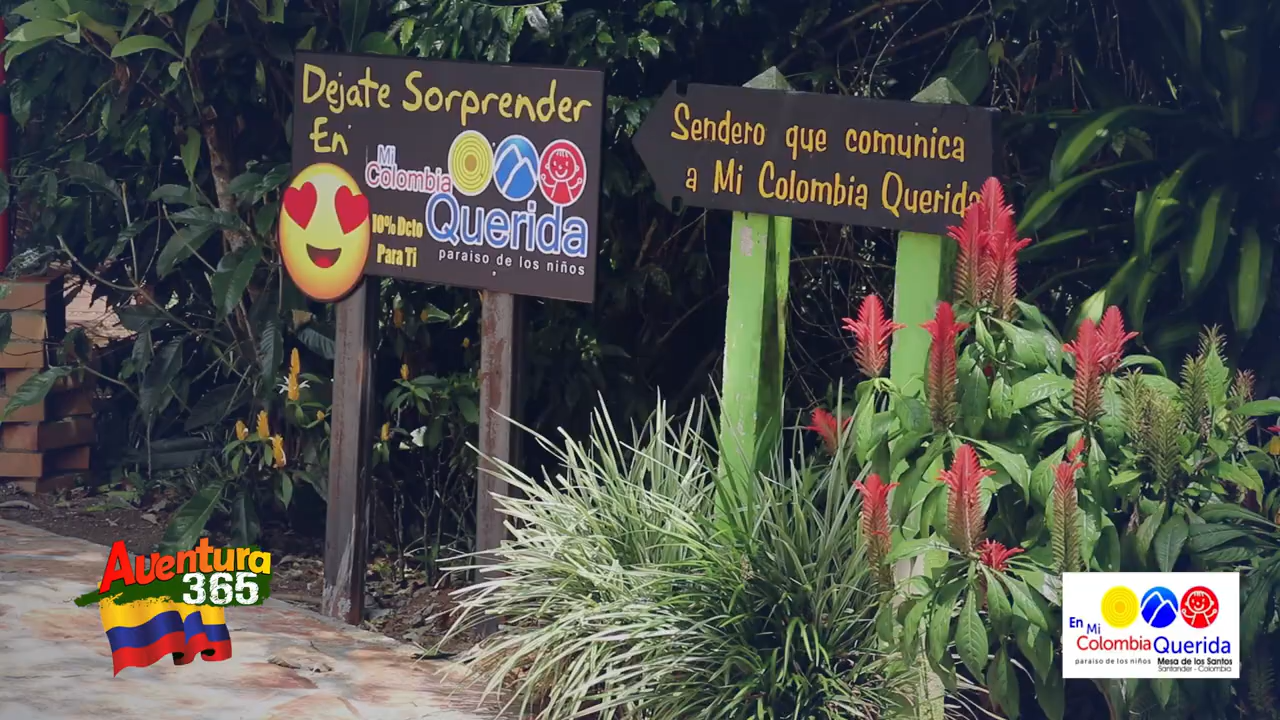 Dejate Sorprender
En
Mi
Colombia
Querida
paraiso de los niños
10% Dcto
Para Ti
Sendero que comunica
a Mi Colombia Querida
Aventura
365
En Mi
Colombia Querida
paraiso de los niños Mesa de los Santos
Santander - Colombia